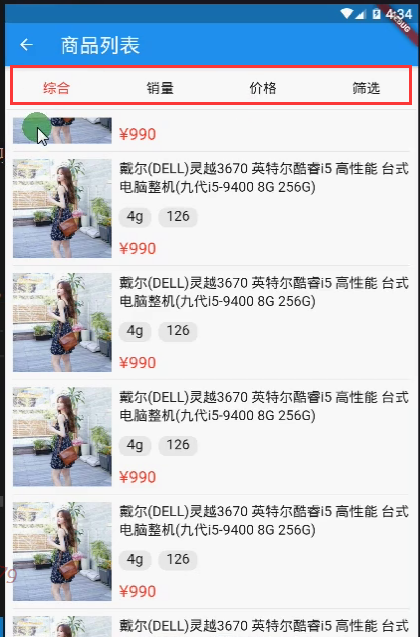 4:34
DEBUG
商品列表
综合 销量 价格 筛选
¥990
戴尔(DELL)灵越3670 英特尔酷睿i5 高性能 台式
电脑整机(九代i5-9400 8G 256G)
4g 126
¥990
戴尔(DELL)灵越3670 英特尔酷睿i5 高性能 台式
电脑整机(九代i5-9400 8G 256G)
4g 126
¥990
戴尔(DELL)灵越3670 英特尔酷睿i5 高性能 台式
电脑整机(九代i5-9400 8G 256G)
4g 126
¥990
戴尔(DELL)灵越3670 英特尔酷睿i5 高性能 台式
电脑整机(九代i5-9400 8G 256G)
4g 126
¥990
戴尔(DELL)灵越3670 英特尔酷睿i5 高性能 台式